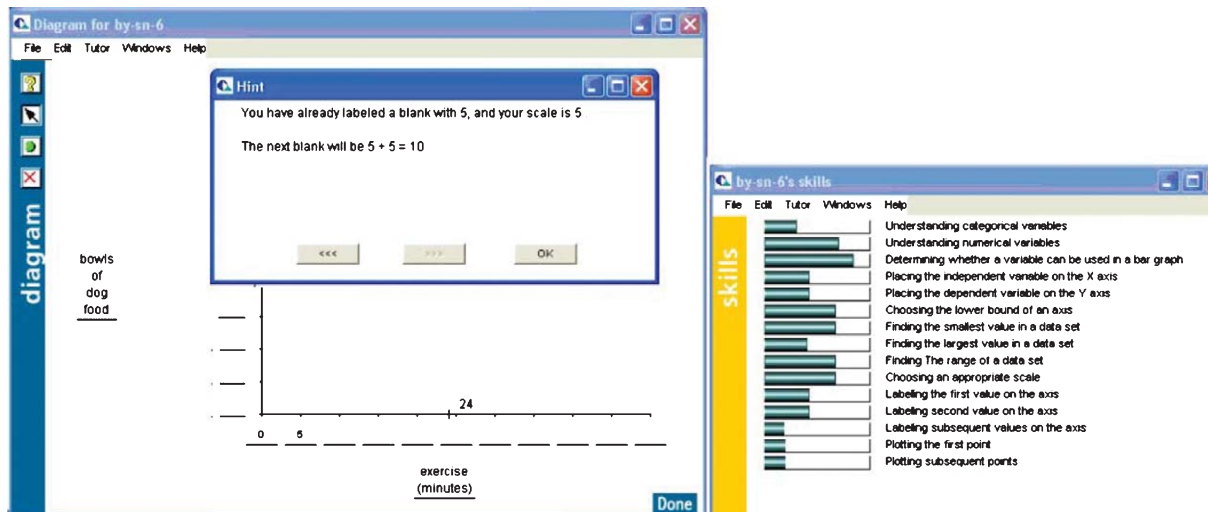 Diagram for by-sn-6
File Edit Tutor Windows Help
diagram
Hint
You have already labeled a blank with 5, and your scale is 5
The next blank will be 5 + 5 = 10
<<<
>>>
OK
bowls
of
dog
food
24
0 5
exercise
(minutes)
Done
by-sn-6's skills
File Edit Tutor Windows Help
skills
Understanding categorical variables
Understanding numerical variables
Determining whether a variable can be used in a bar graph
Placing the independent variable on the X axis
Placing the dependent variable on the Y axis
Choosing the lower bound of an axis
Finding the smallest value in a data set
Finding the largest value in a data set
Finding The range of a data set
Choosing an appropriate scale
Labeling the first value on the axis
Labeling second value on the axis
Labeling subsequent values on the axis
Plotting the first point
Plotting subsequent points